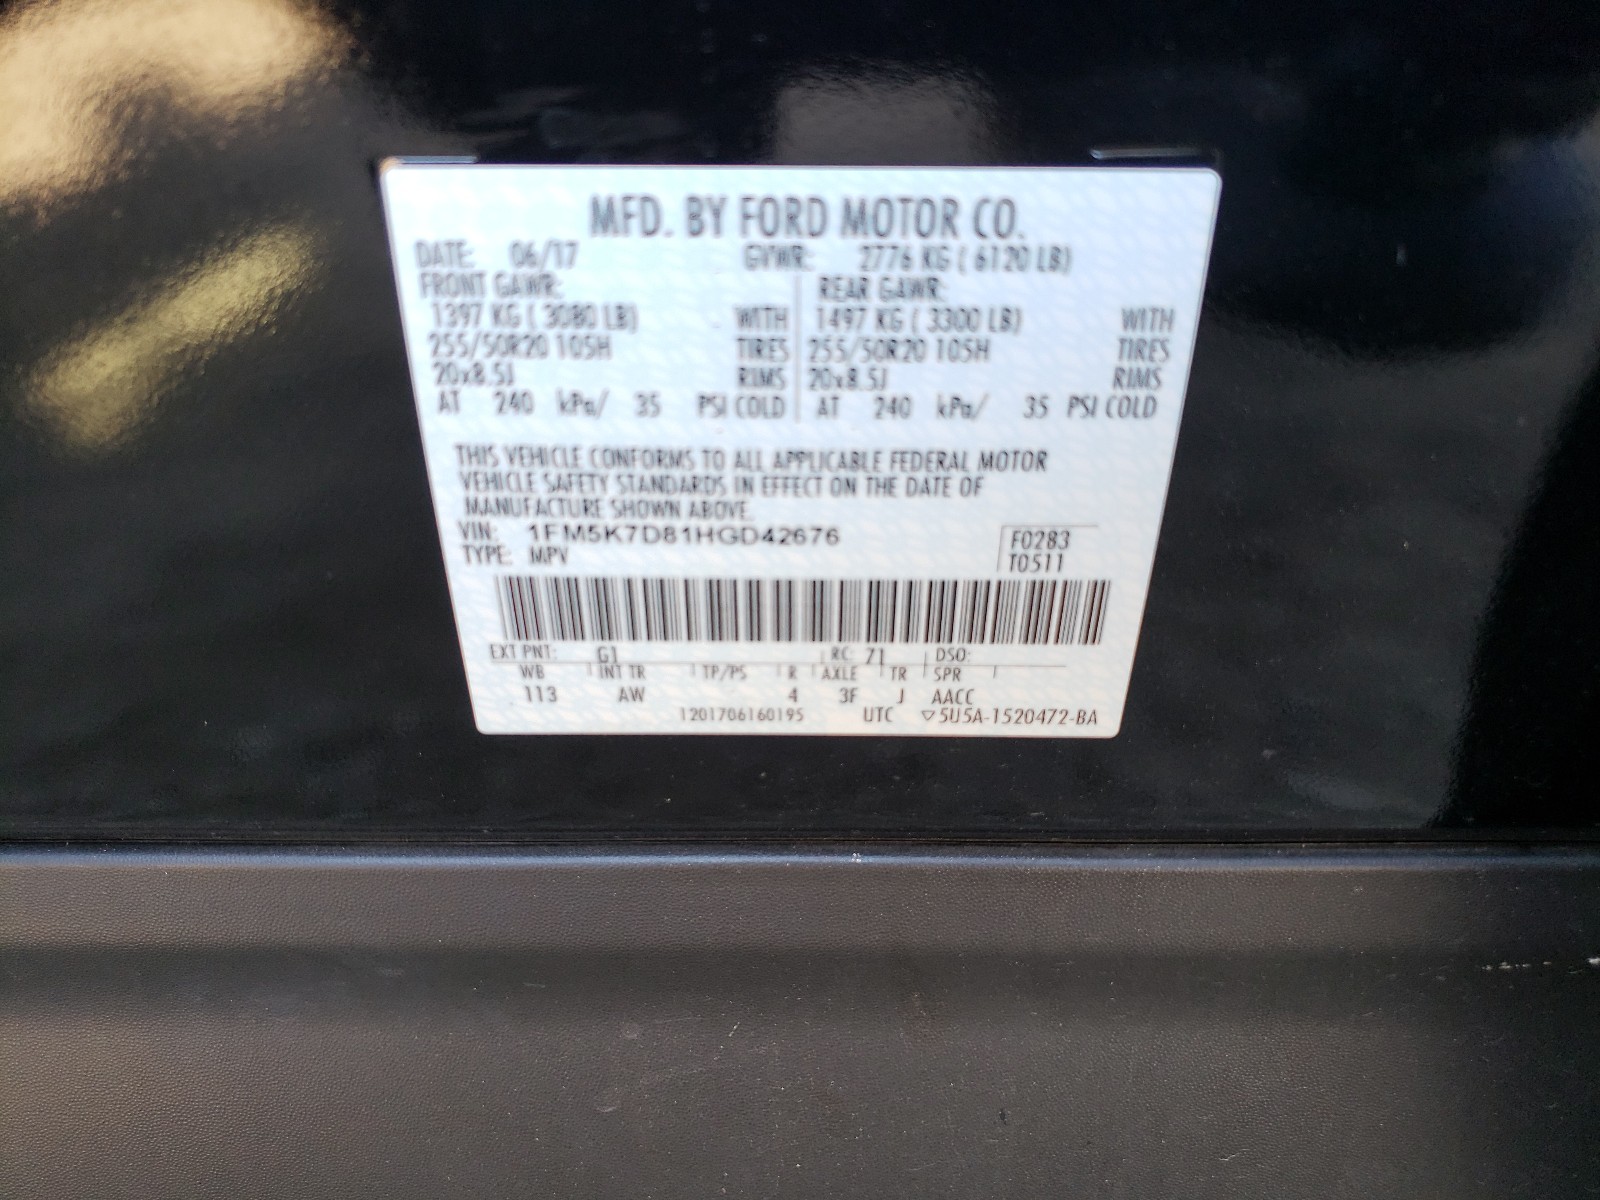 MFD. BY FORD MOTOR CO.
DATE: 06/17 GVWR: 2776 KG ( 6120 LB)
FRONT GAWR: REAR GAWR:
1397 KG ( 3080 LB) WITH 1497 KG ( 3300 LB) WITH
255/50R20 105H TIRES 255/50R20 105H TIRES
20x8.5J RIMS 20x8.5J RIMS
AT 240 kPa/ 35 PSI COLD AT 240 kPa/ 35 PSI COLD
THIS VEHICLE CONFORMS TO ALL APPLICABLE FEDERAL MOTOR
VEHICLE SAFETY STANDARDS IN EFFECT ON THE DATE OF
MANUFACTURE SHOWN ABOVE.
VIN: 1FM5K7D81HGD42676
TYPE: MPV
F0283
T0511
EXT PNT: G1 RC: 71 DSO:
WB INT TR TP/PS R AXLE TR SPR
113 AW 4 3F J AACC
1201706160195 UTC ▽5U5A-1520472-BA